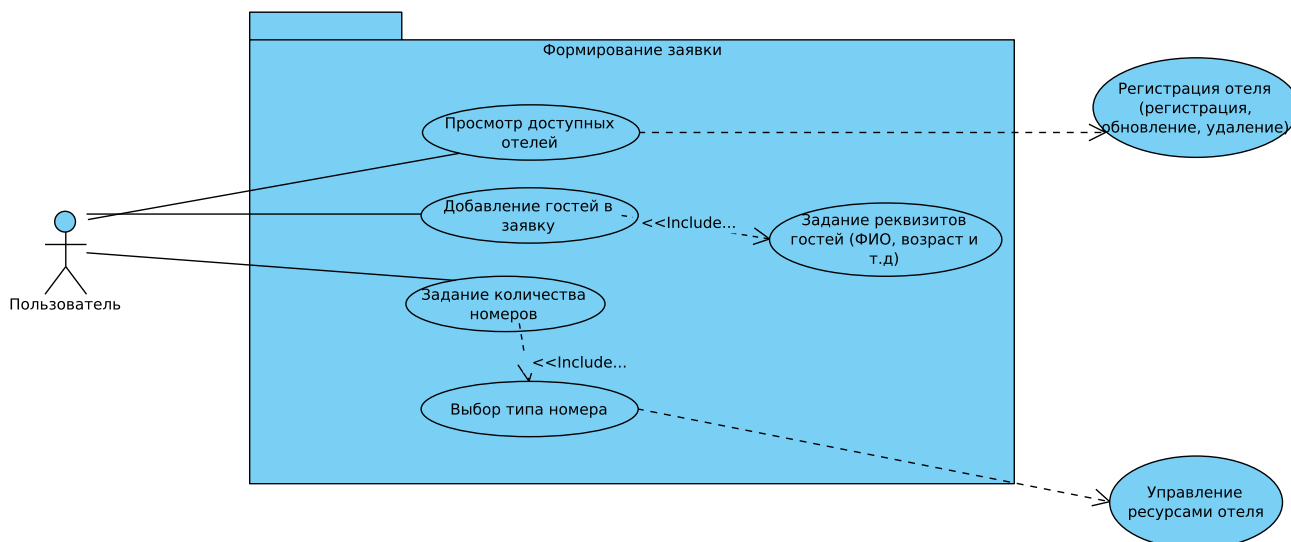 Формирование заявки
Просмотр доступных
отелей
Регистрация отеля
(регистрация,
обновление, удаление)
Добавление гостей в
заявку
<<Include...
Задание реквизитов
гостей (ФИО, возраст и
т.д)
Пользователь
Задание количества
номеров
<<Include...
Выбор типа номера
Управление
ресурсами отеля